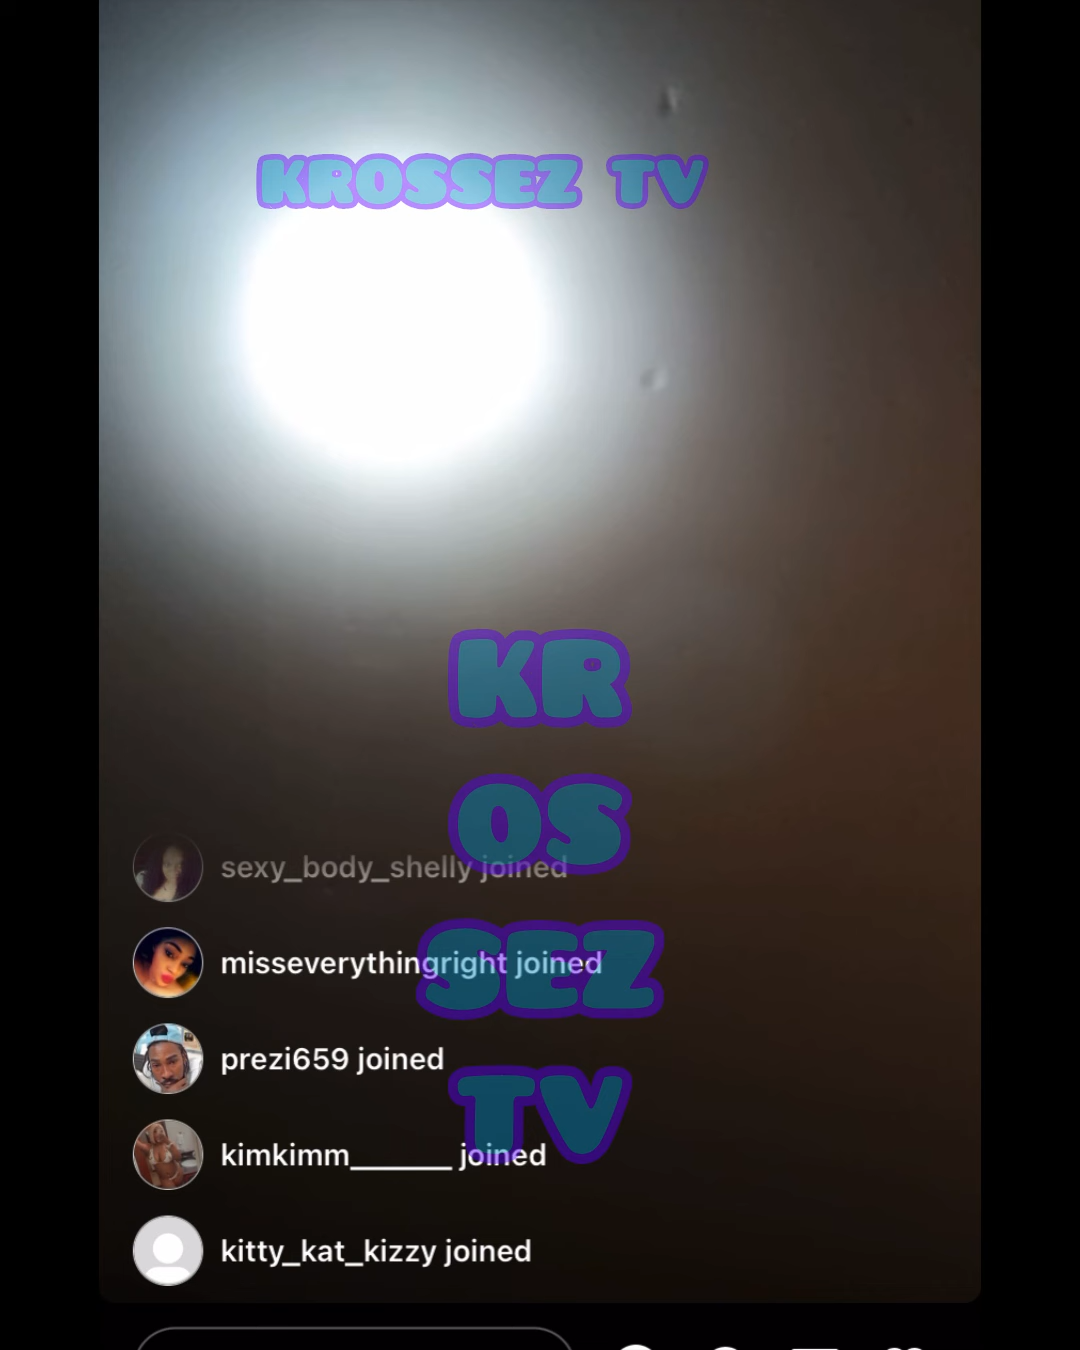 KROSSEZ TV
KR
OS
sexy_body_shelly joined
SEZ
misseverythingright joined
prezi659 joined
TV
kimkimm_______ joined
kitty_kat_kizzy joined